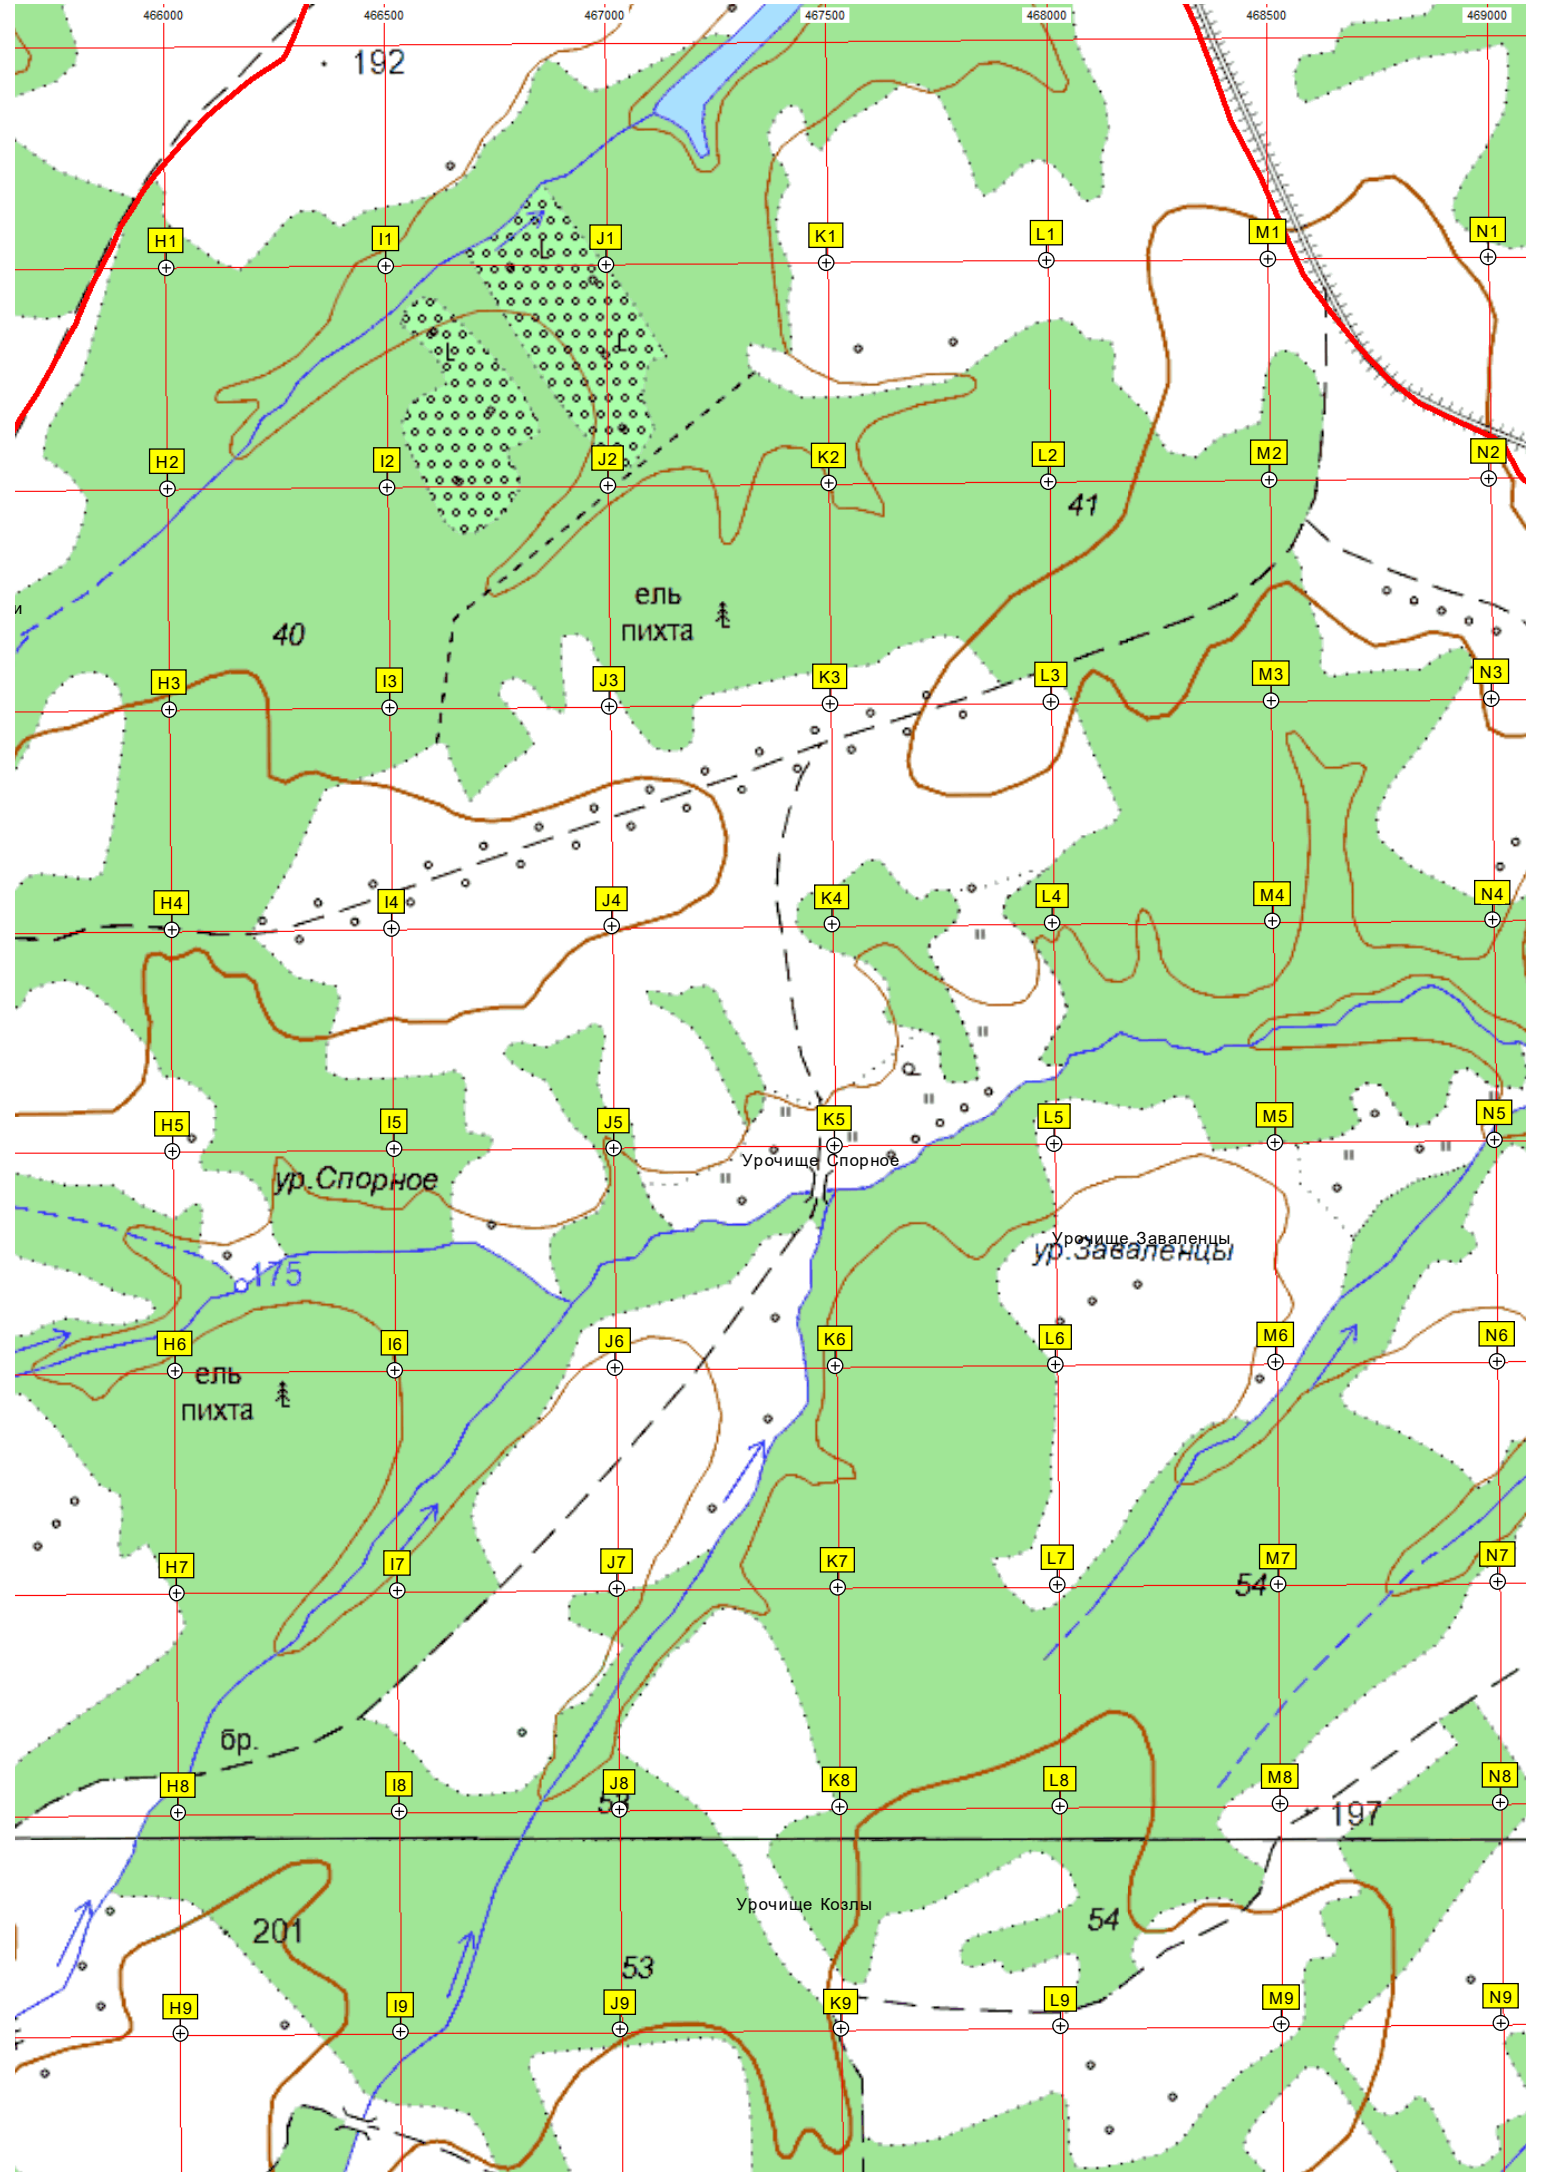 466000 466500 467000 467500 468000 468500 469000
192
H1 I1 J1 K1 L1 M1 N1
H2 I2 J2 K2 L2 M2 N2
41
и
ель
пихта
40
H3 I3 J3 K3 L3 M3 N3
H4 I4 J4 K4 L4 M4 N4
H5 I5 J5 K5 L5 M5 N5
Урочище Спорное
ур.Спорное
Урочище Заваленцы
ур.Заваленцы
175
H6 I6 J6 K6 L6 M6 N6
ель
пихта
H7 I7 J7 K7 L7 M7 N7
54
бр.
H8 I8 J8 K8 L8 M8 N8
197
Урочище Козлы
54
201
53
H9 I9 J9 K9 L9 M9 N9